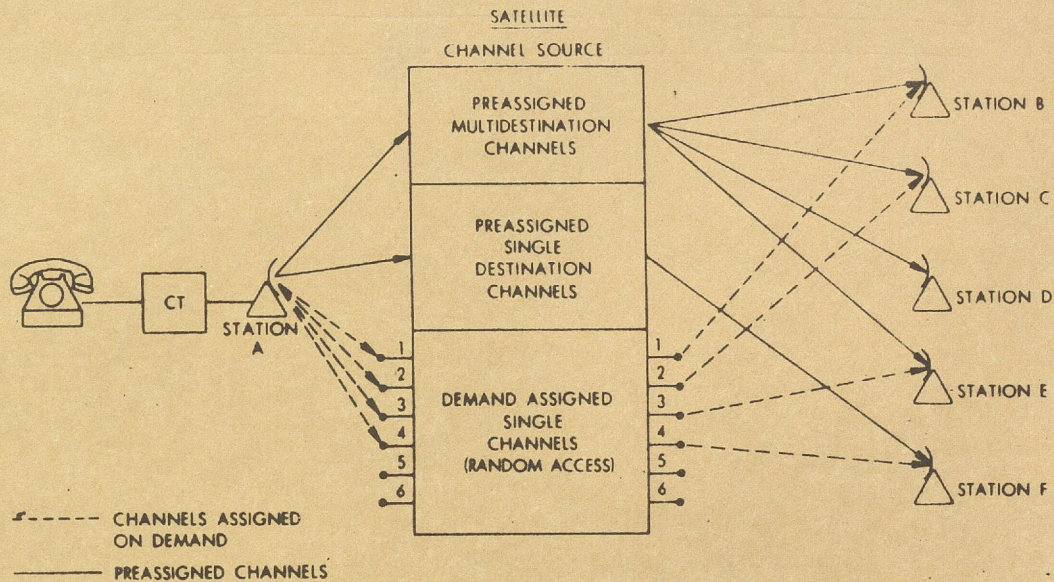 SATELLITE
CHANNEL SOURCE
PREASSIGNED
MULTIDESTINATION
CHANNELS
PREASSIGNED
SINGLE
DESTINATION
CHANNELS
DEMAND ASSIGNED
SINGLE
CHANNELS
(RANDOM ACCESS)
CT
STATION
A
1
2
3
4
5
6
1
2
3
4
5
6
STATION B
STATION C
STATION D
STATION E
STATION F
CHANNELS ASSIGNED
ON DEMAND
PREASSIGNED CHANNELS